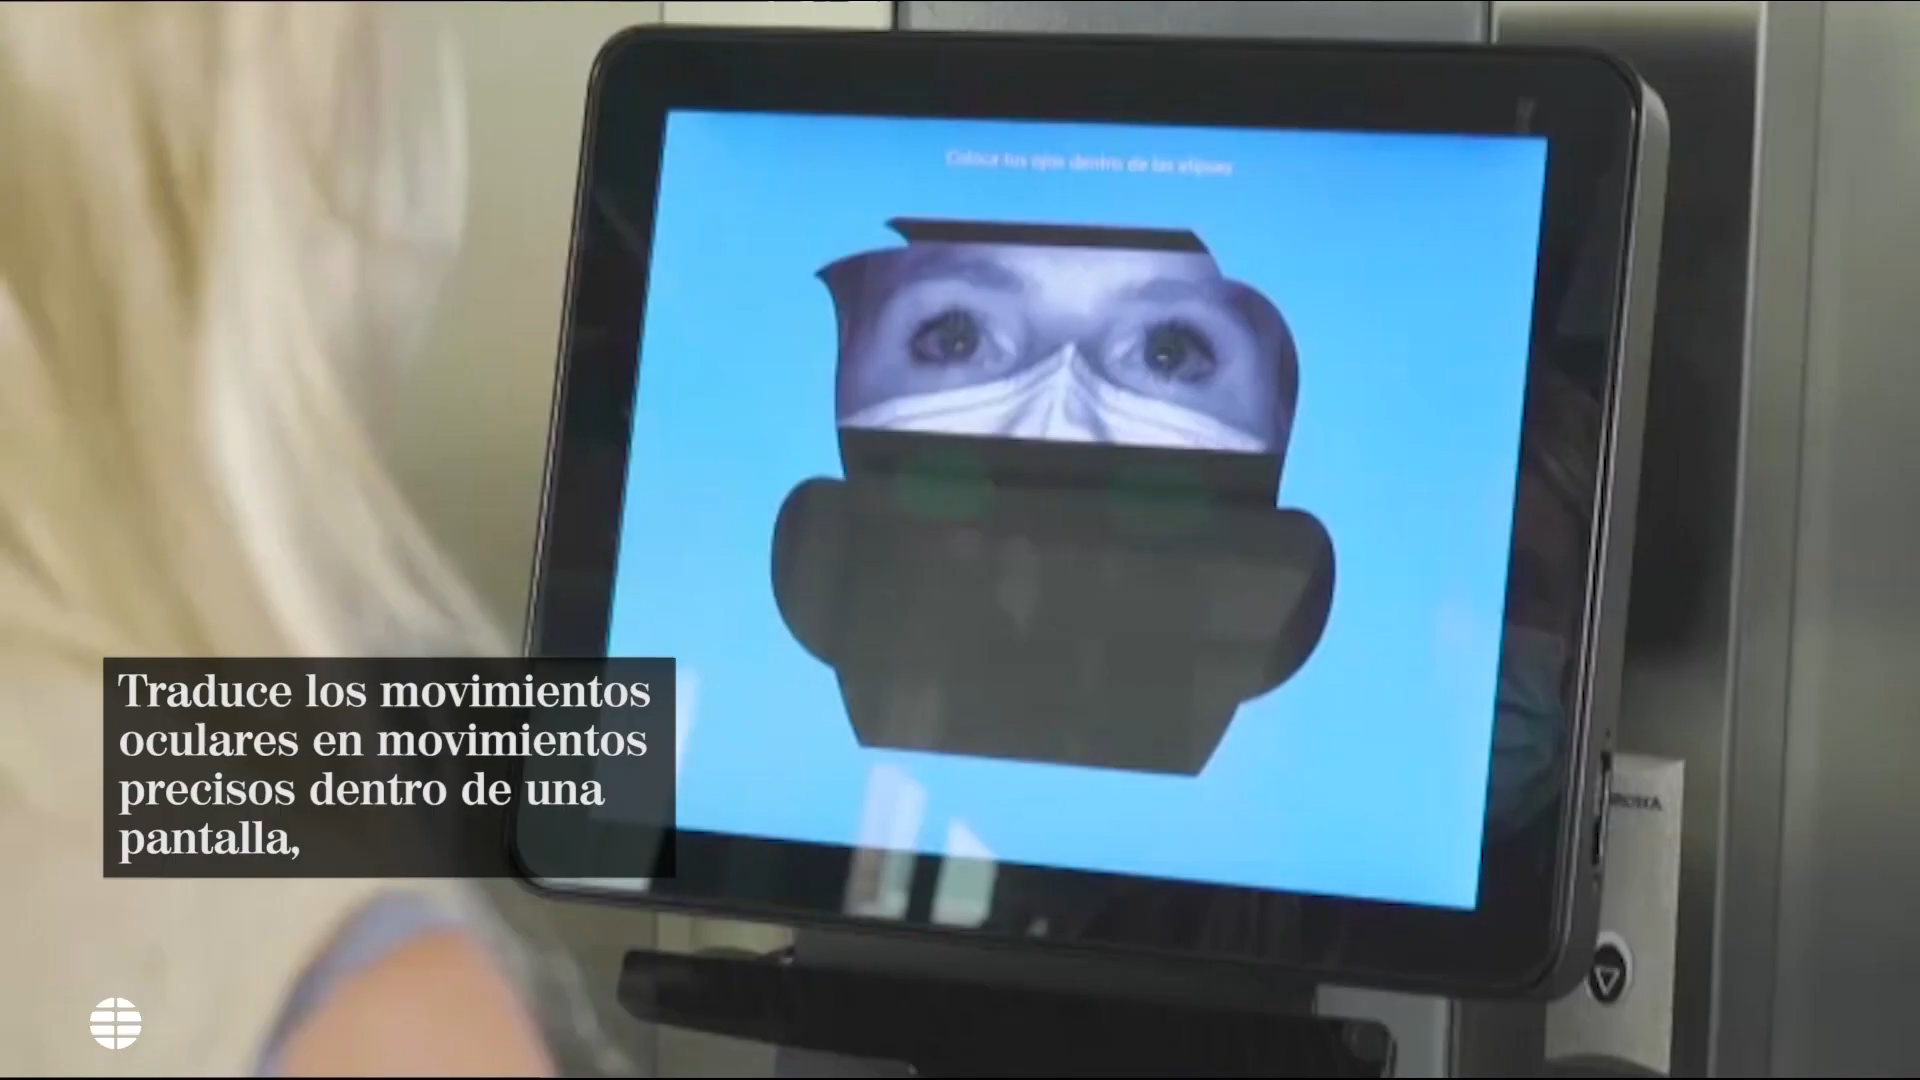 Coloca tus ojos dentro de las elipses
Traduce los movimientos
oculares en movimientos
precisos dentro de una
pantalla,